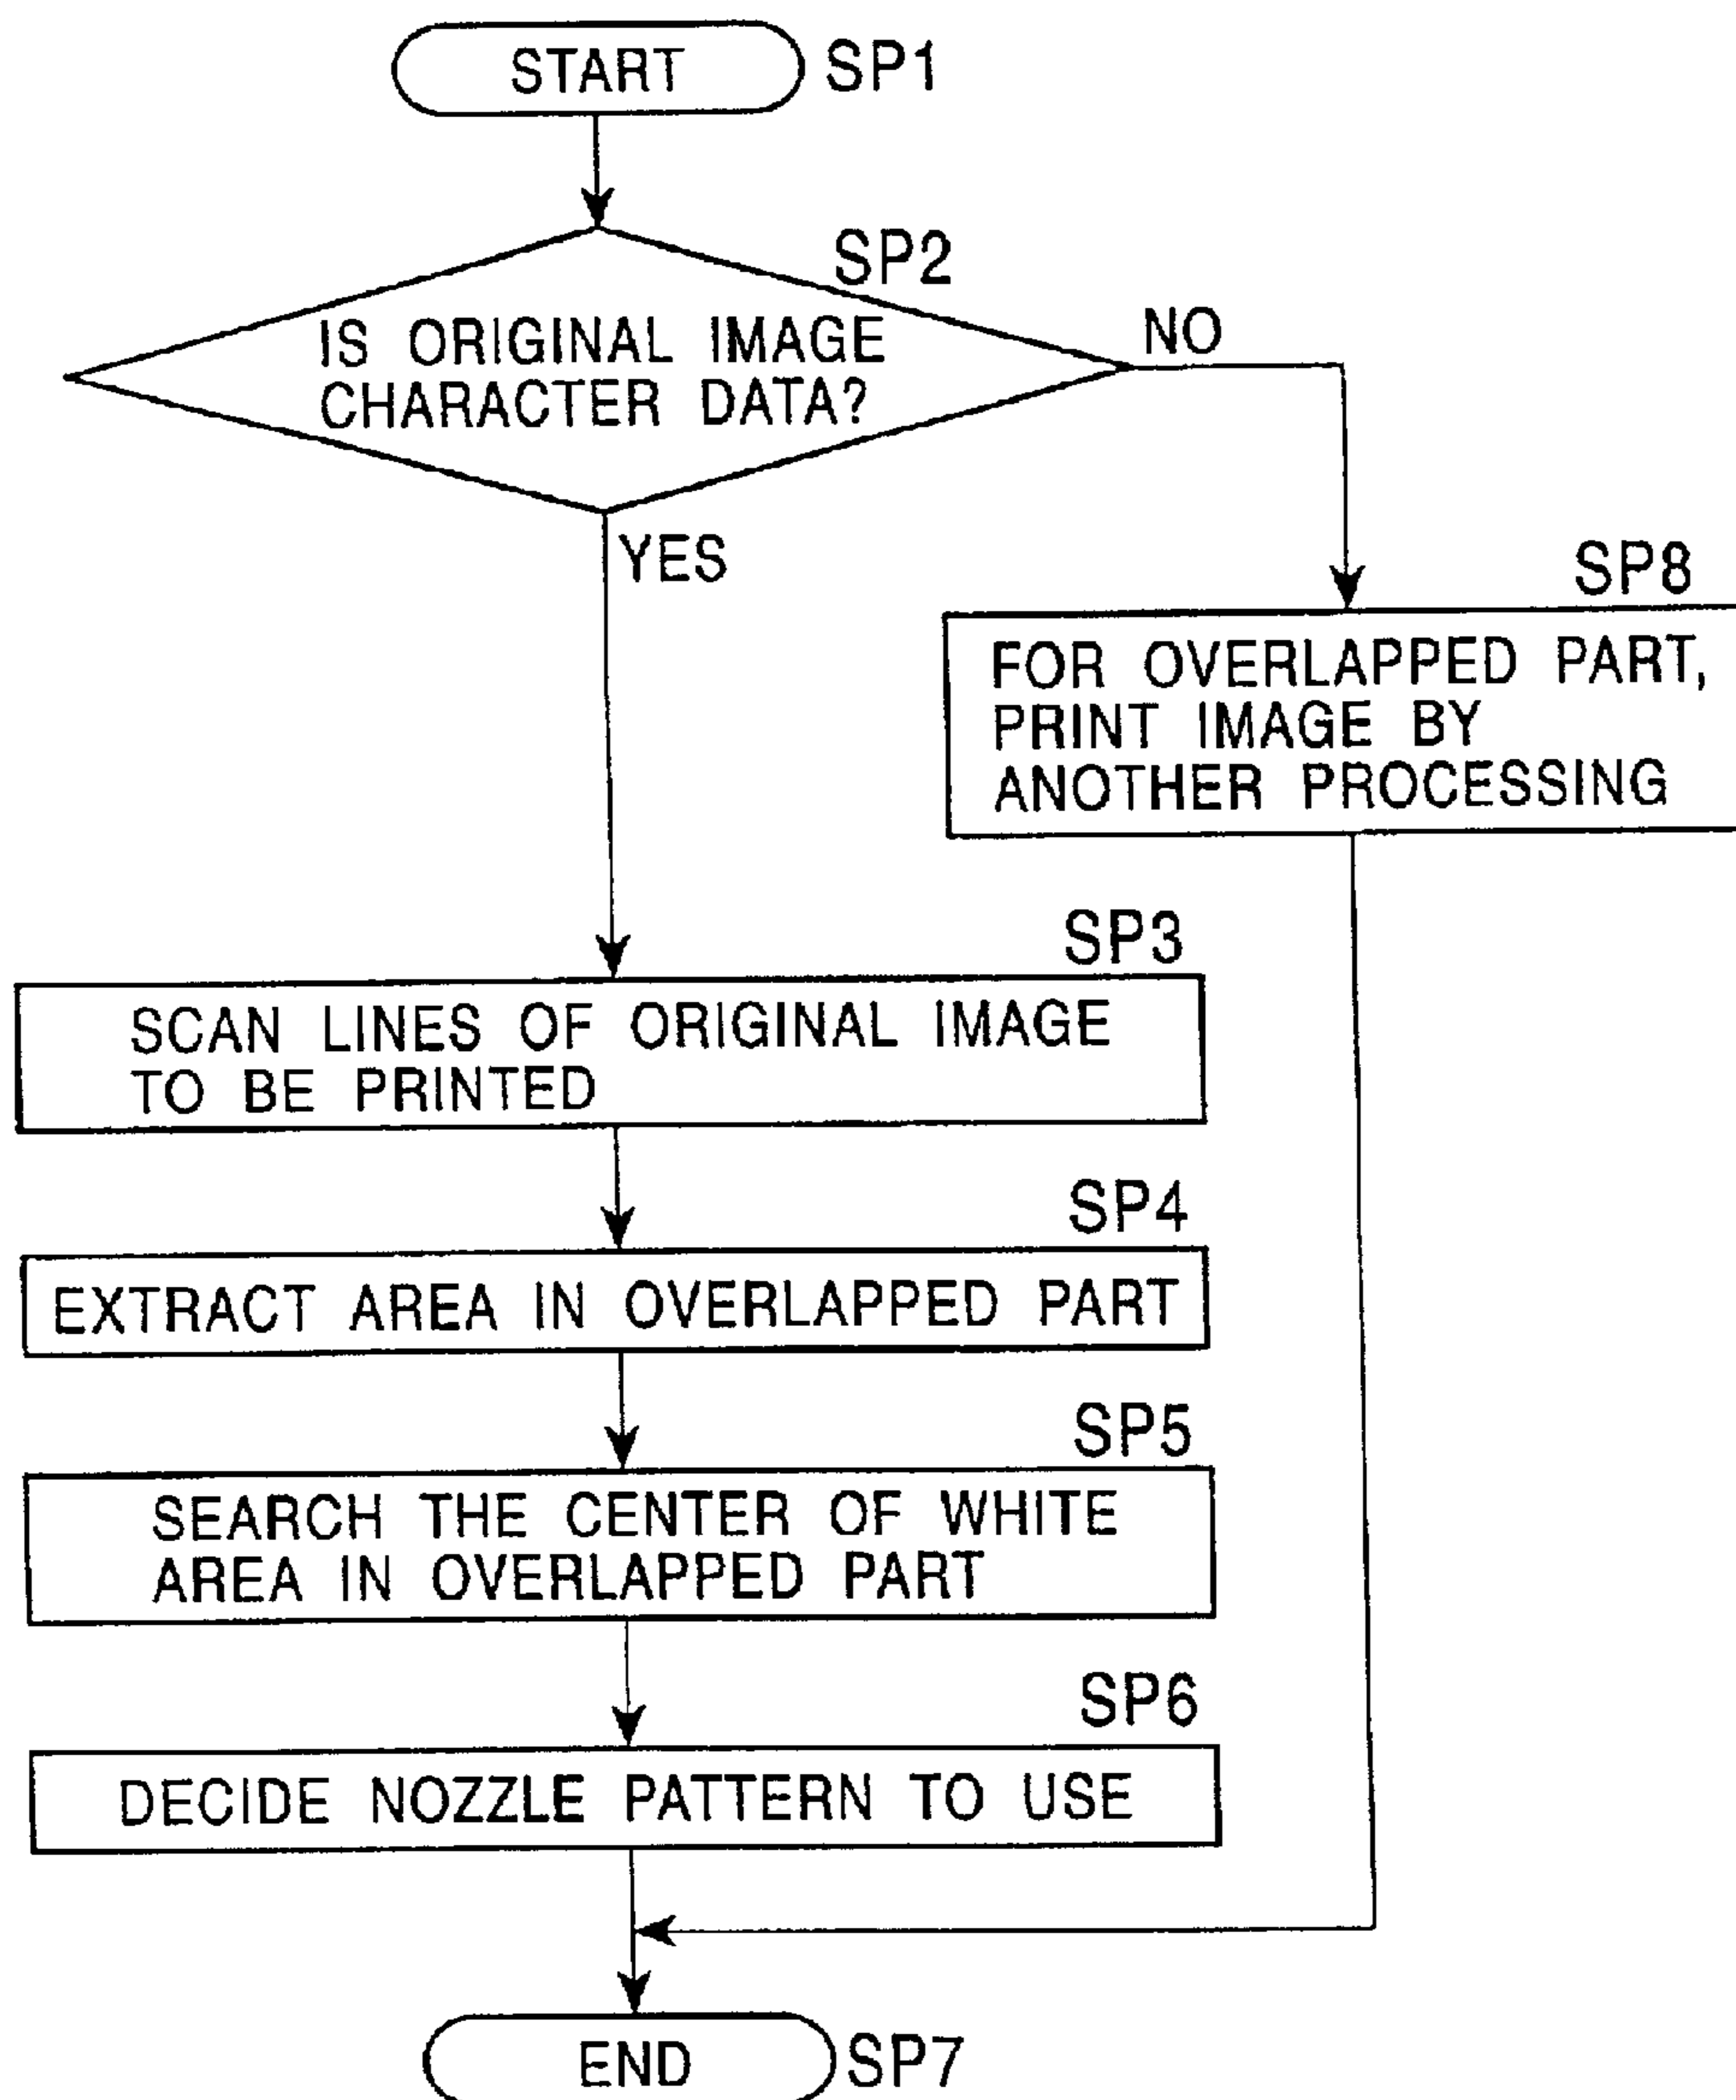 START SP1
SP2
IS ORIGINAL IMAGE
CHARACTER DATA?
NO
YES
SP8
FOR OVERLAPPED PART,
PRINT IMAGE BY
ANOTHER PROCESSING
SP3
SCAN LINES OF ORIGINAL IMAGE
TO BE PRINTED
SP4
EXTRACT AREA IN OVERLAPPED PART
SP5
SEARCH THE CENTER OF WHITE
AREA IN OVERLAPPED PART
SP6
DECIDE NOZZLE PATTERN TO USE
END SP7